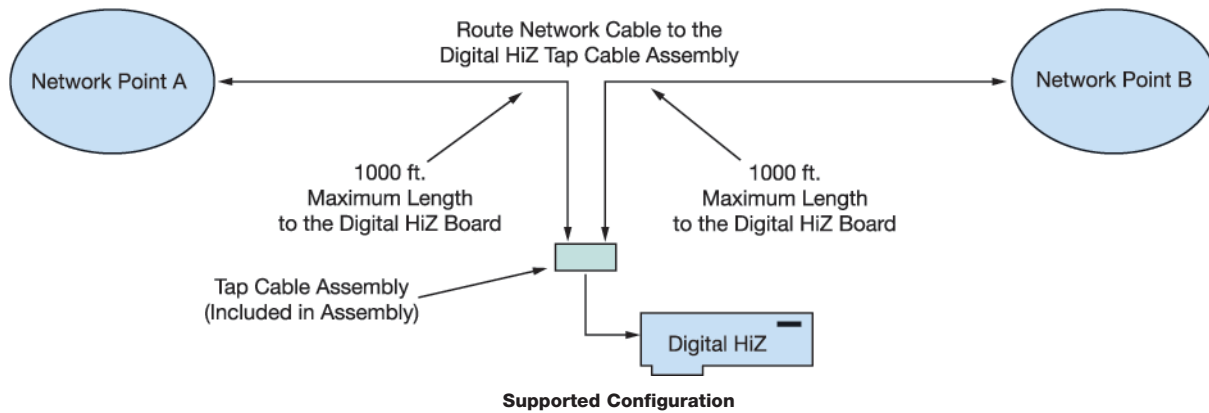 Route Network Cable to the
Digital HiZ Tap Cable Assembly
Network Point A
Network Point B
1000 ft.
Maximum Length
to the Digital HiZ Board
1000 ft.
Maximum Length
to the Digital HiZ Board
Tap Cable Assembly
(Included in Assembly)
Digital HiZ
Supported Configuration